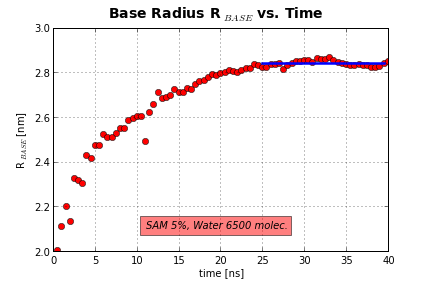 Base Radius R BASE vs. Time
3.0
2.8
2.6
2.4
2.2
2.0
R BASE [nm]
SAM 5%, Water 6500 molec.
0 5 10 15 20 25 30 35 40
time [ns]